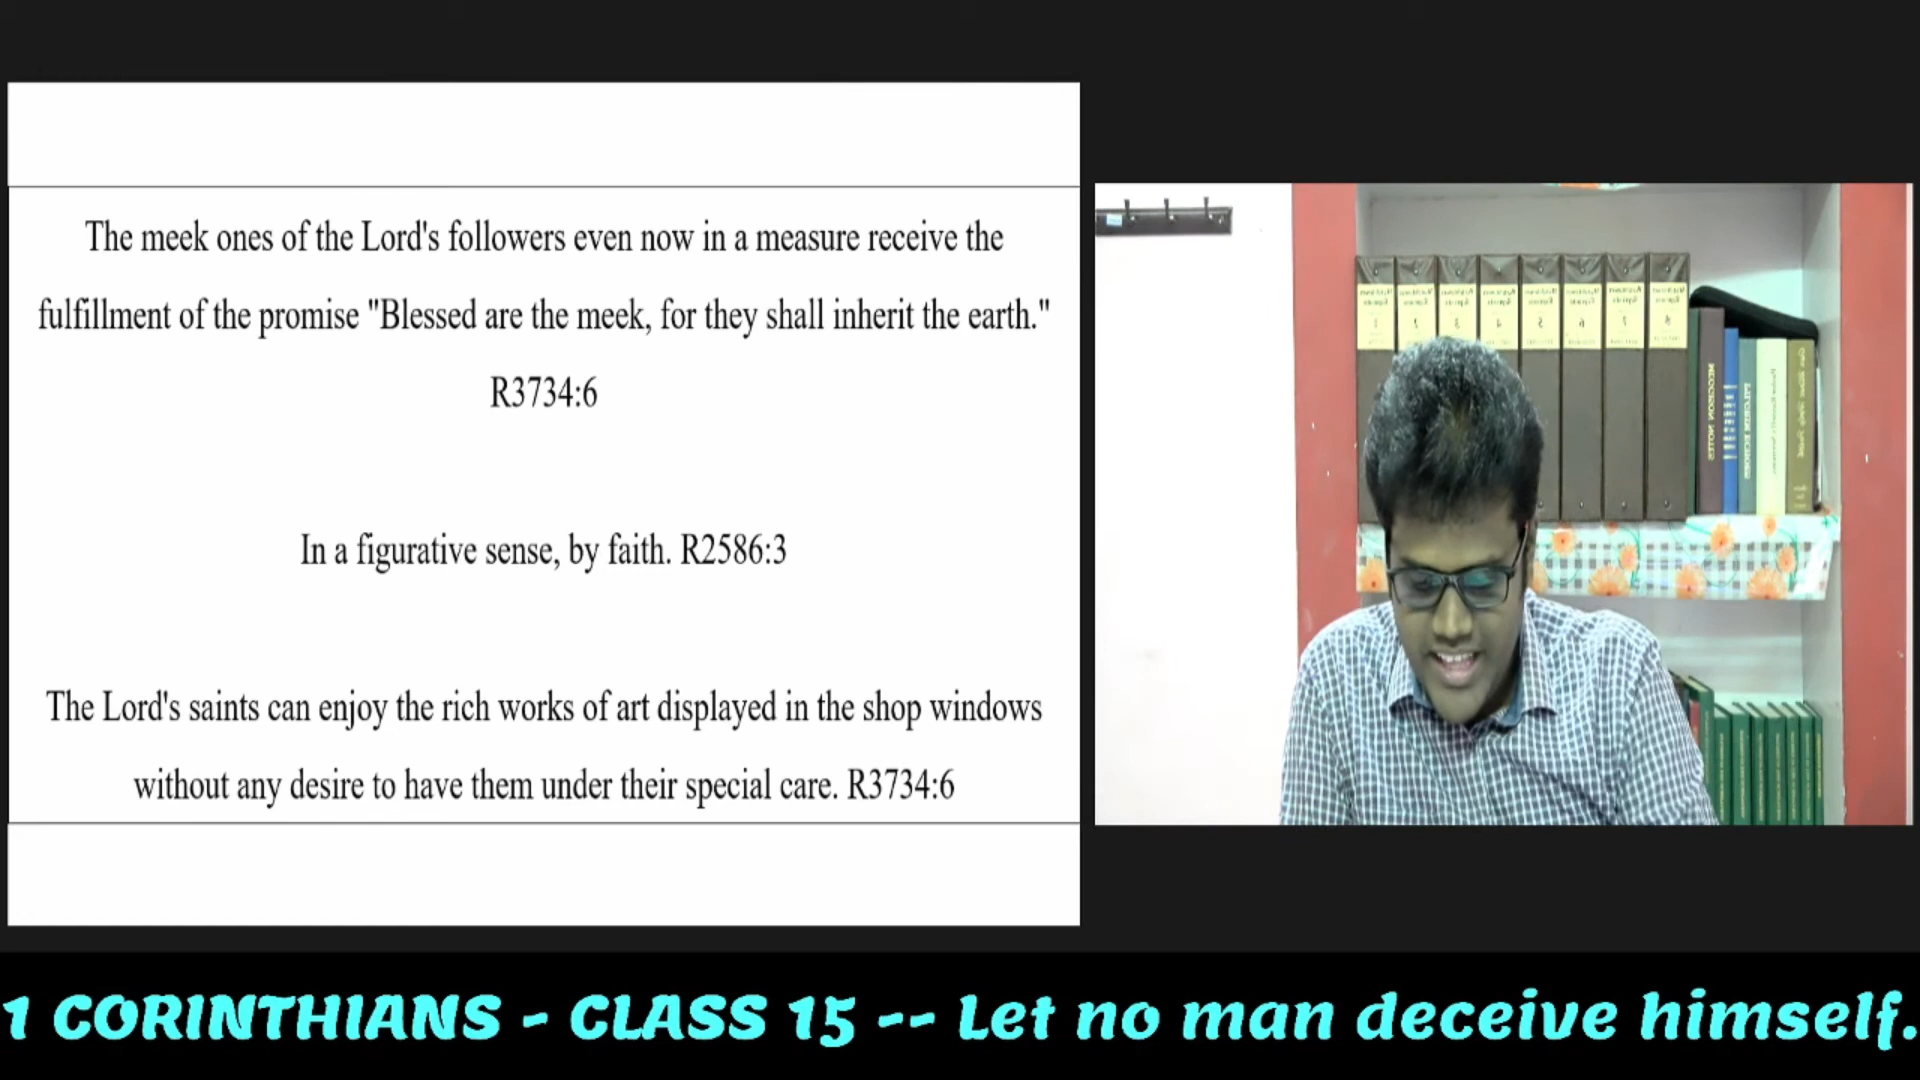 The meek ones of the Lord's followers even now in a measure receive the
fulfillment of the promise "Blessed are the meek, for they shall inherit the earth."
R3734:6
In a figurative sense, by faith. R2586:3
The Lord's saints can enjoy the rich works of art displayed in the shop windows
without any desire to have them under their special care. R3734:6
1 CORINTHIANS - CLASS 15 -- Let no man deceive himself.